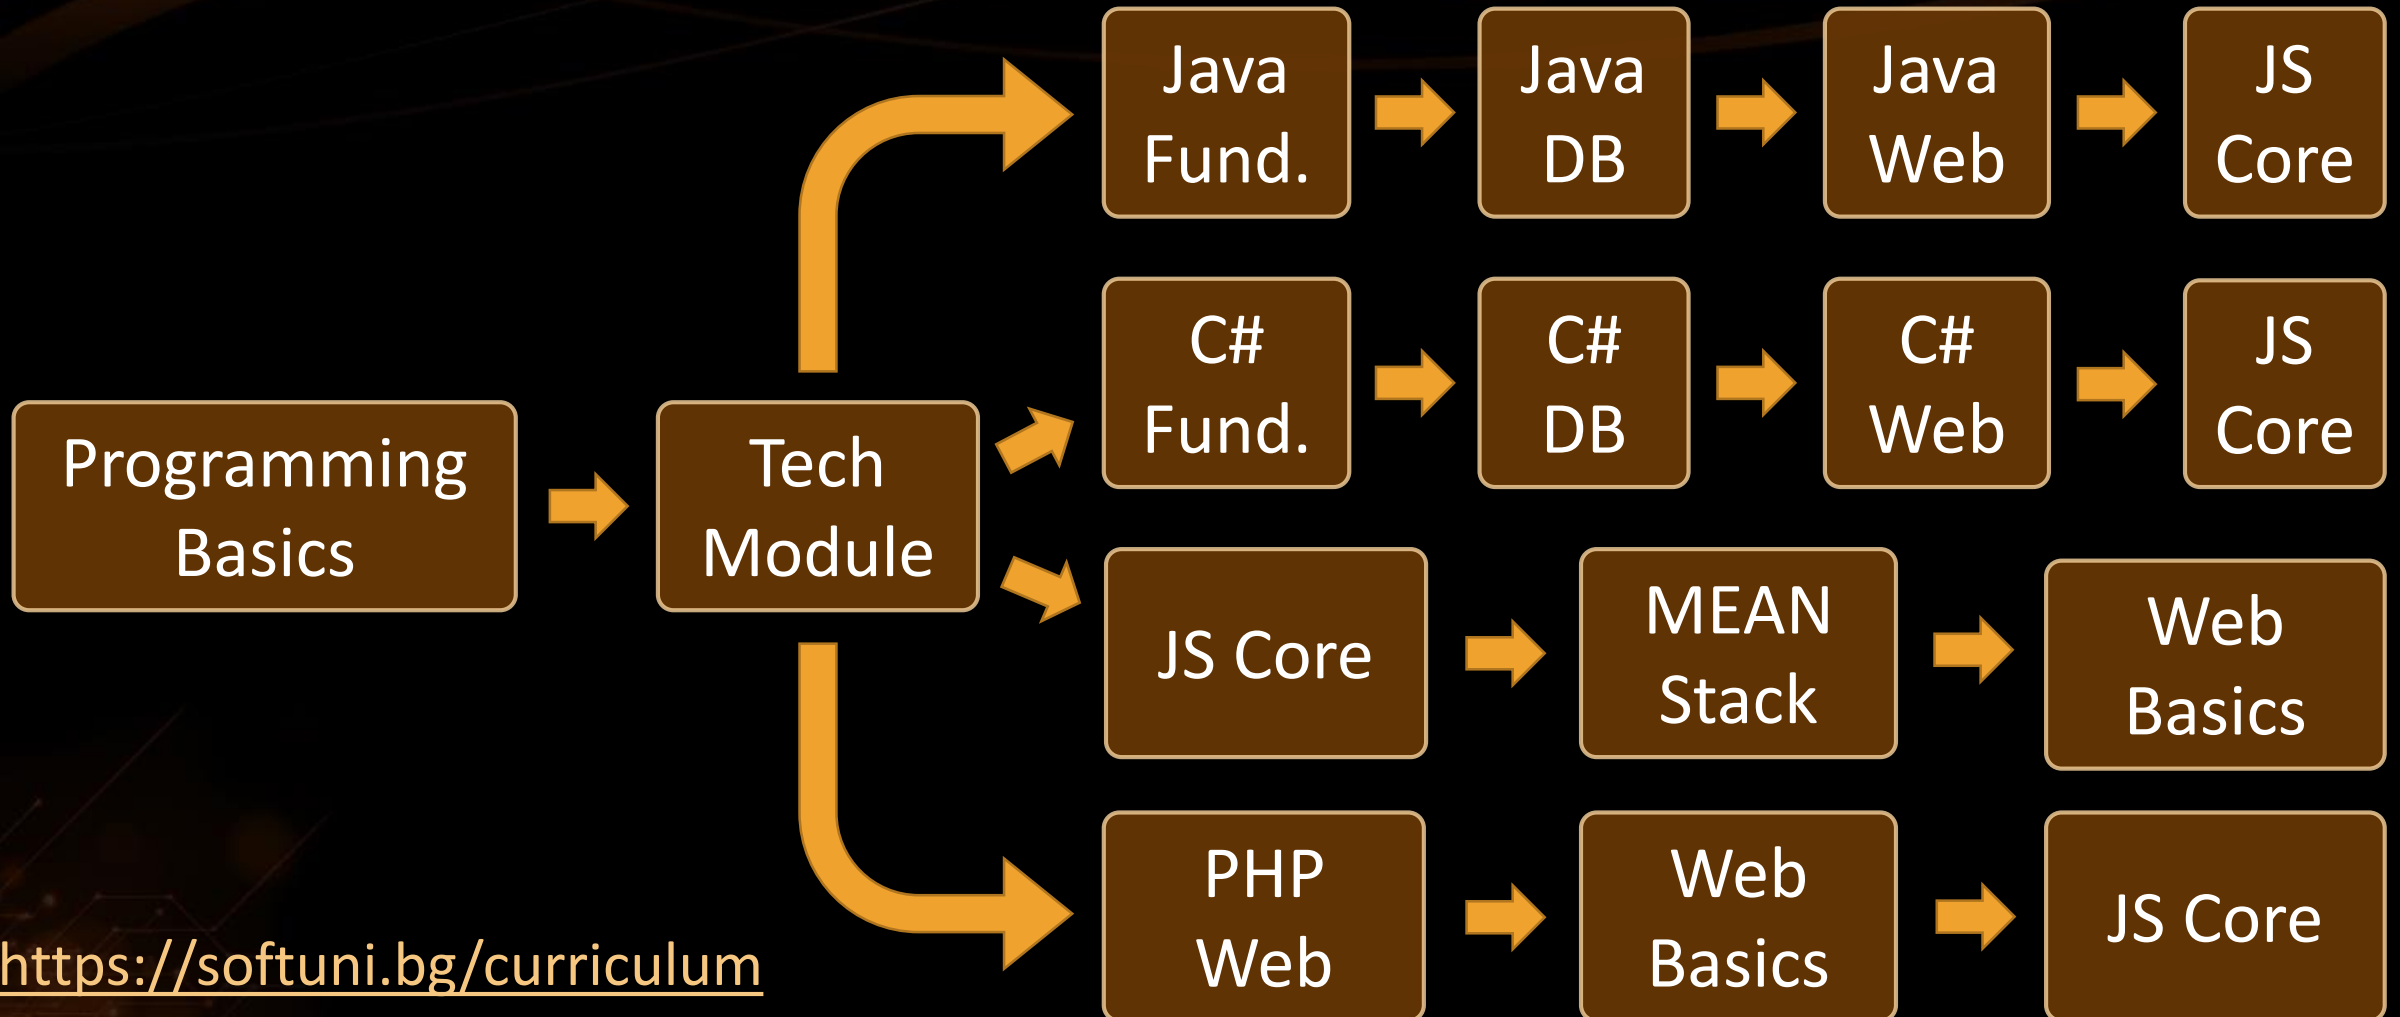 Programming
Basics
Tech
Module
Java
Fund.
Java
DB
Java
Web
JS
Core
C#
Fund.
C#
DB
C#
Web
JS
Core
JS Core
MEAN
Stack
Web
Basics
PHP
Web
Web
Basics
JS Core
https://softuni.bg/curriculum